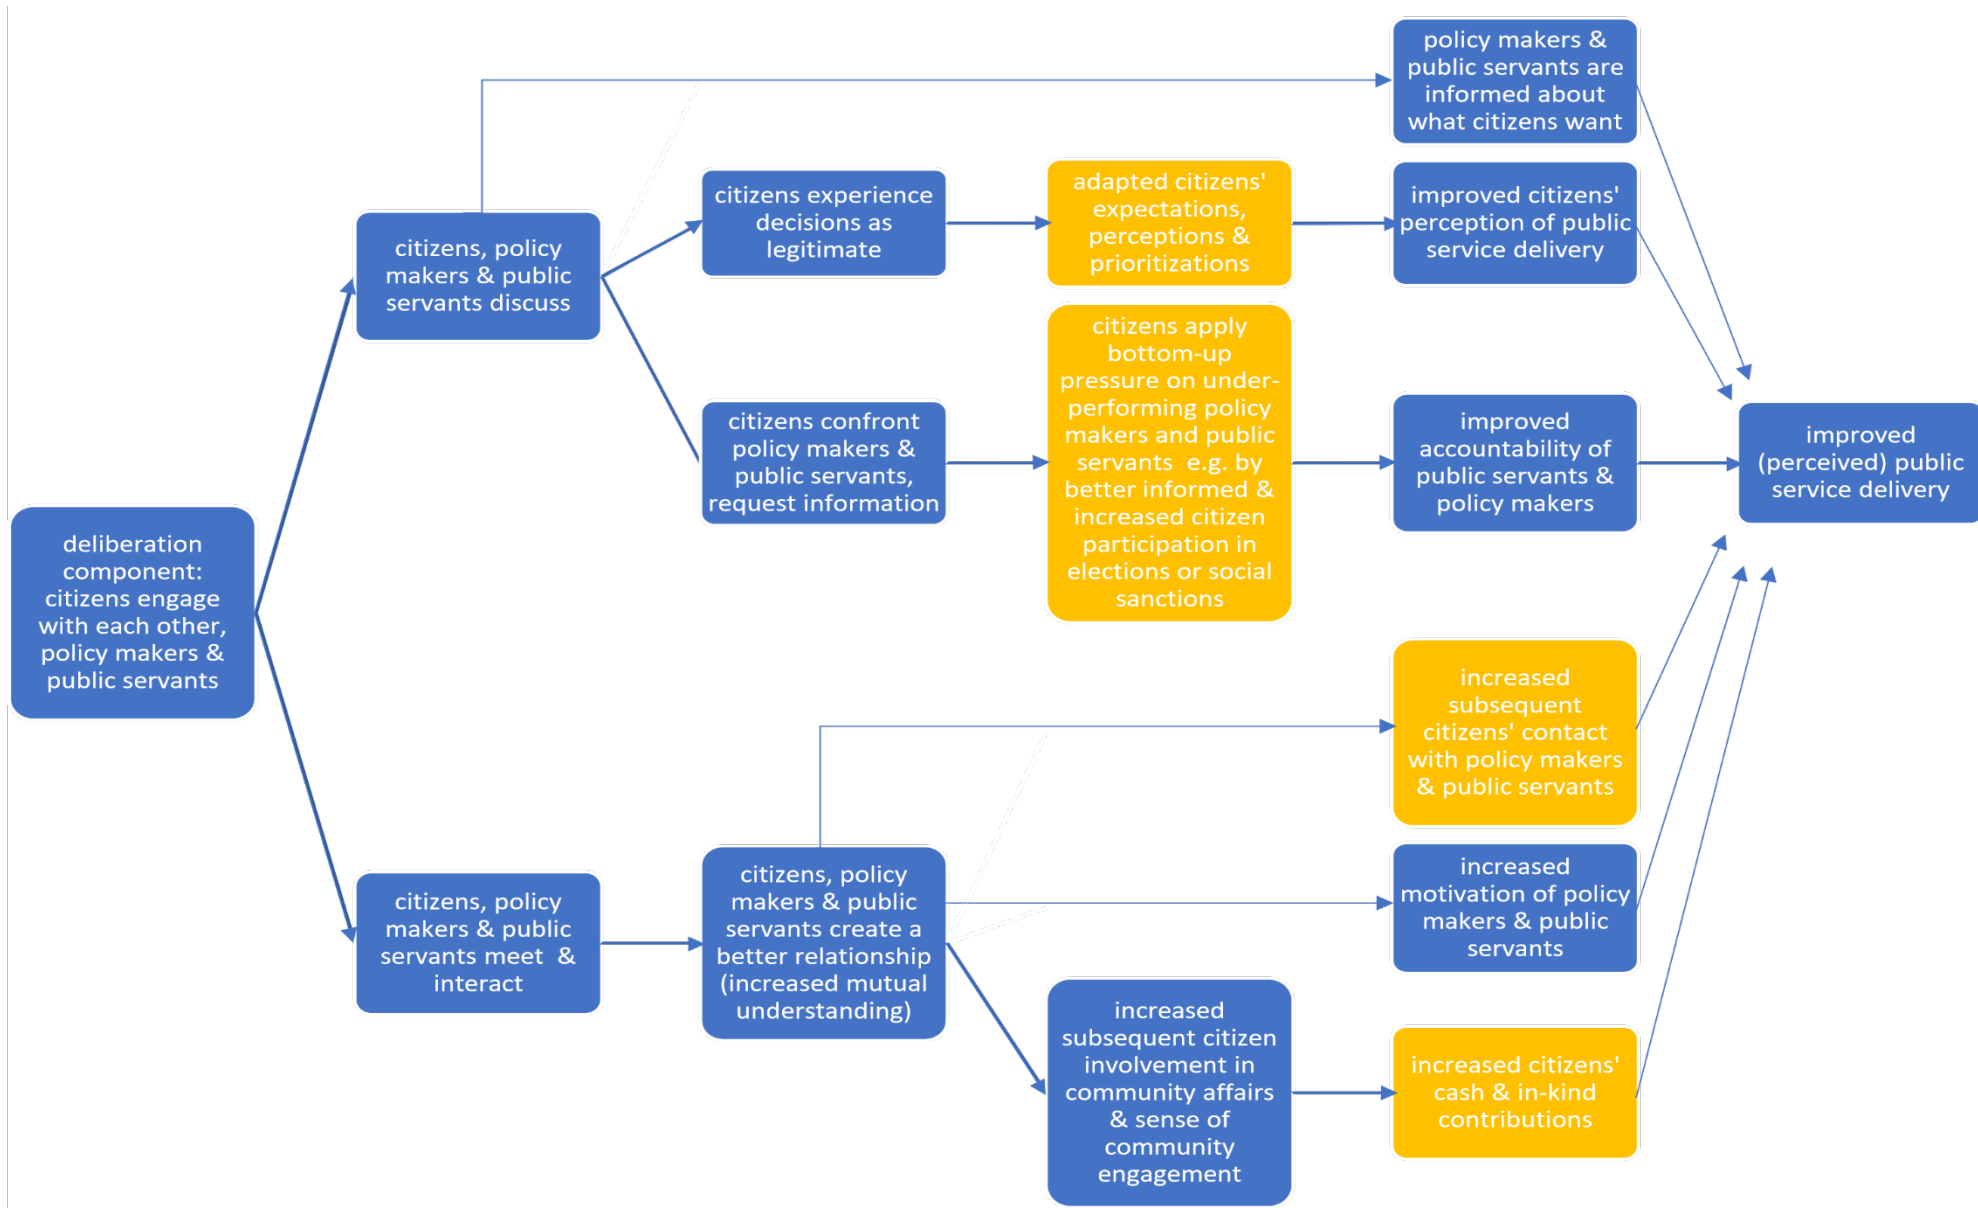 policy makers &
public servants are
informed about
what citizens want
citizens experience
decisions as
legitimate
adapted citizens'
expectations,
perceptions &
prioritizations
improved citizens'
perception of public
service delivery
citizens, policy
makers & public
servants discuss
citizens confront
policy makers &
public servants,
request information
citizens apply
bottom-up
pressure on under-
performing policy
makers and public
servants  e.g. by
better informed &
increased citizen
participation in
elections or social
sanctions
improved
accountability of
public servants &
policy makers
improved
(perceived) public
service delivery
deliberation
component:
citizens engage
with each other,
policy makers &
public servants
increased
subsequent
citizens' contact
with policy makers
& public servants
citizens, policy
makers & public
servants meet  &
interact
citizens, policy
makers & public
servants create a
better relationship
(increased mutual
understanding)
increased
motivation of policy
makers & public
servants
increased
subsequent citizen
involvement in
community affairs
& sense of
community
engagement
increased citizens'
cash & in-kind
contributions